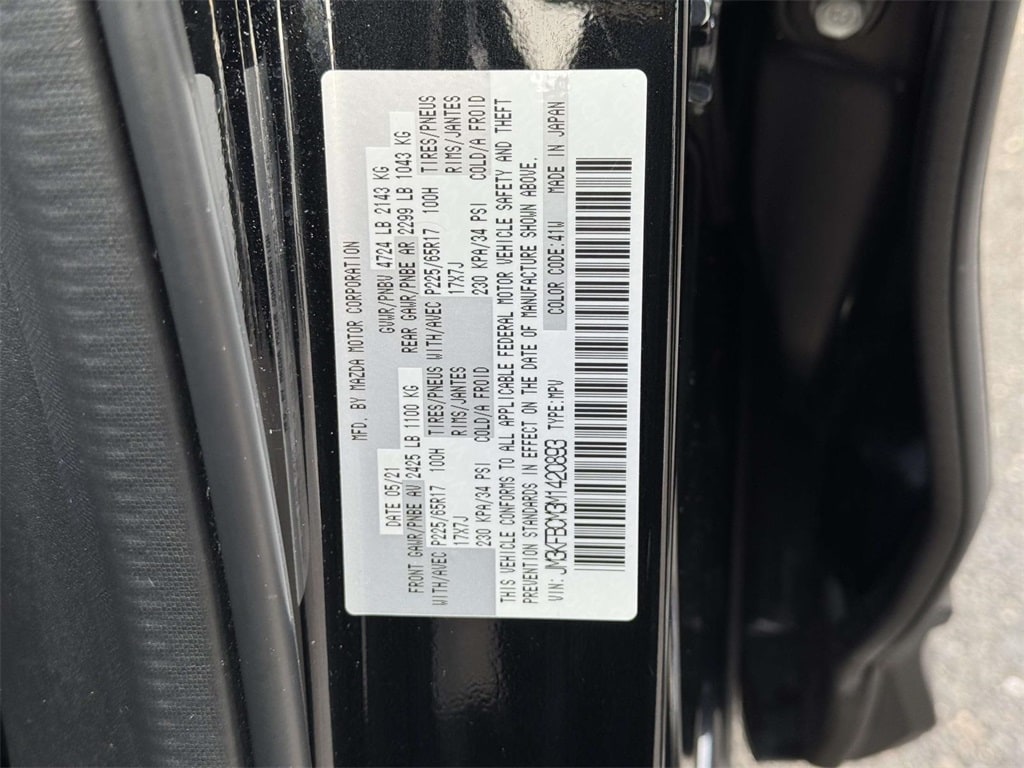 MFD. BY MAZDA MOTOR CORPORATION
DATE 05/21 GVWR/PNBV 4724 LB 2143 KG
FRONT GAWR/PNBE AV 2425 LB 1100 KG REAR GAWR/PNBE AR 2299 LB 1043 KG
WITH/AVEC P225/65R17 100H TIRES/PNEUS WITH/AVEC P225/65R17 100H TIRES/PNEUS
17X7J RIMS/JANTES 17X7J RIMS/JANTES
230 KPA/34 PSI COLD/A FROID 230 KPA/34 PSI COLD/A FROID
THIS VEHICLE CONFORMS TO ALL APPLICABLE FEDERAL MOTOR VEHICLE SAFETY AND THEFT
PREVENTION STANDARDS IN EFFECT ON THE DATE OF MANUFACTURE SHOWN ABOVE.
VIN: JM3KFBCM3M1420893 TYPE:MPV COLOR CODE:41W MADE IN JAPAN